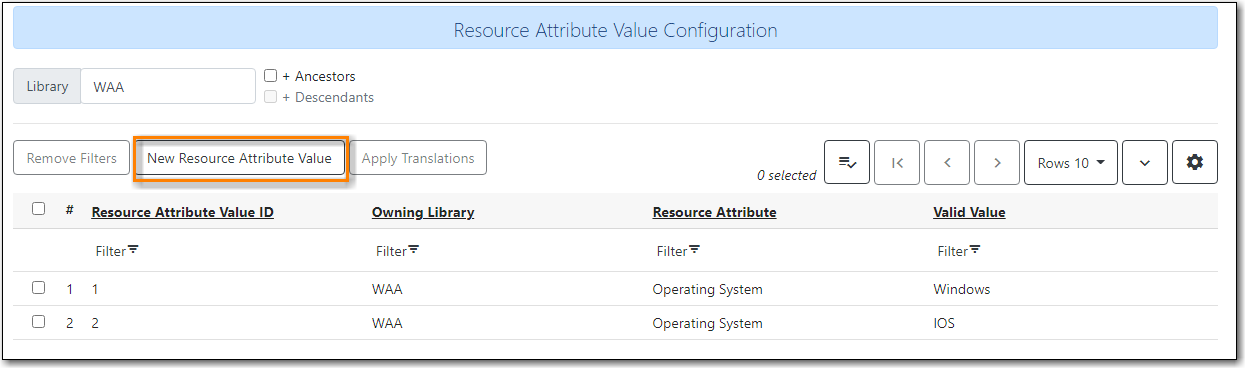 Resource Attribute Value Configuration
Library WAA + Ancestors
+ Descendants
Remove Filters New Resource Attribute Value Apply Translations
0 selected Rows 10
# Resource Attribute Value ID Owning Library Resource Attribute Valid Value
Filter Filter Filter Filter
1 1 WAA Operating System Windows
2 2 WAA Operating System IOS